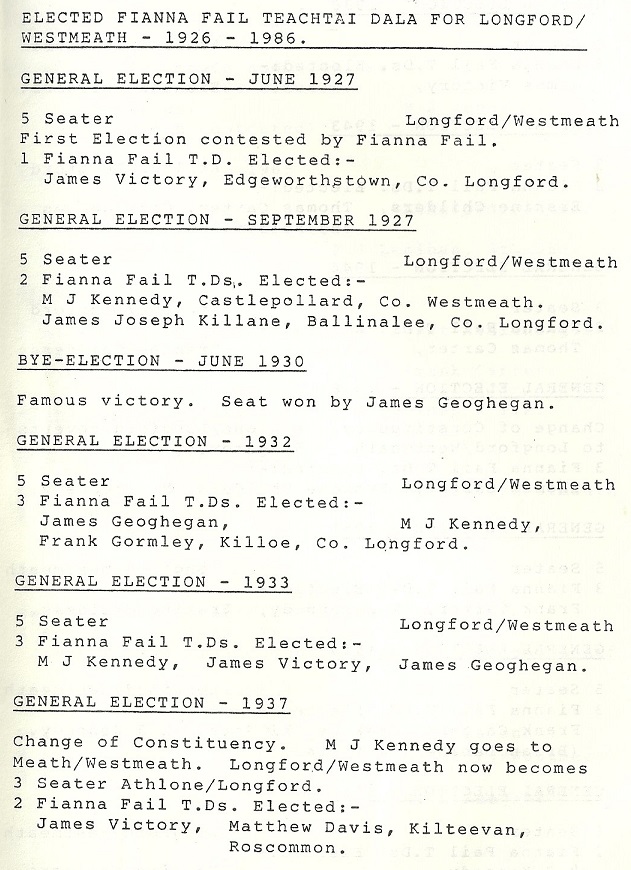 ELECTED FIANNA FAIL TEACHTAI DALA FOR LONGFORD/
WESTMEATH - 1926 - 1986.
GENERAL ELECTION - JUNE 1927
5 Seater Longford/Westmeath
First Election contested by Fianna Fail.
1 Fianna Fail T.D. Elected:-
James Victory, Edgeworthstown, Co. Longford.
GENERAL ELECTION - SEPTEMBER 1927
5 Seater Longford/Westmeath
2 Fianna Fail T.Ds. Elected:-
M J Kennedy, Castlepollard, Co. Westmeath.
James Joseph Killane, Ballinalee, Co. Longford.
BYE-ELECTION - JUNE 1930
Famous victory. Seat won by James Geoghegan.
GENERAL ELECTION - 1932
5 Seater Longford/Westmeath
3 Fianna Fail T.Ds. Elected:-
James Geoghegan, M J Kennedy,
Frank Gormley, Killoe, Co. Longford.
GENERAL ELECTION - 1933
5 Seater Longford/Westmeath
3 Fianna Fail T.Ds. Elected:-
M J Kennedy, James Victory, James Geoghegan.
GENERAL ELECTION - 1937
Change of Constituency. M J Kennedy goes to
Meath/Westmeath. Longford/Westmeath now becomes
3 Seater Athlone/Longford.
2 Fianna Fail T.Ds. Elected:-
James Victory, Matthew Davis, Kilteevan,
Roscommon.